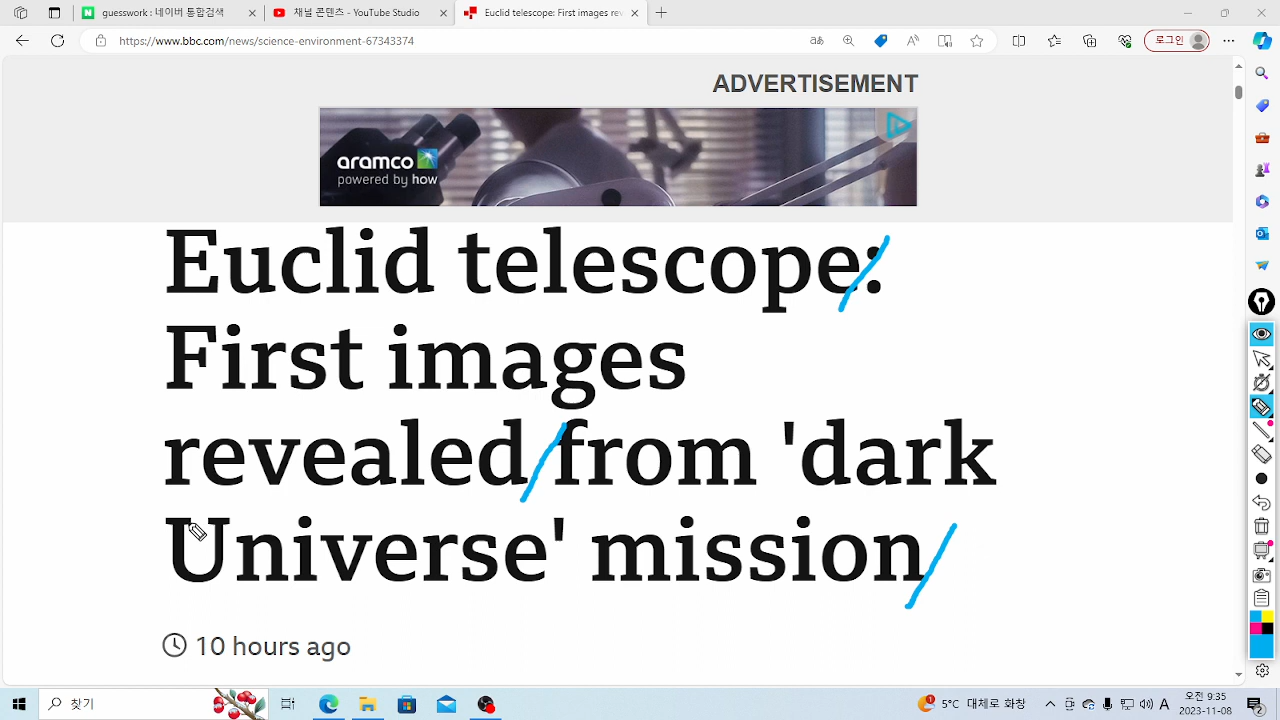 guesswork : 네이버 통합검색
채널 콘텐츠 - YouTube Studio
Euclid telescope: First images rev
https://www.bbc.com/news/science-environment-67343374
로그인
ADVERTISEMENT
aramco
powered by how
Euclid telescope:
First images
revealed from 'dark
Universe' mission
10 hours ago
찾기
5°C 대체로 화창
A
오전 9:35
2023-11-08
2